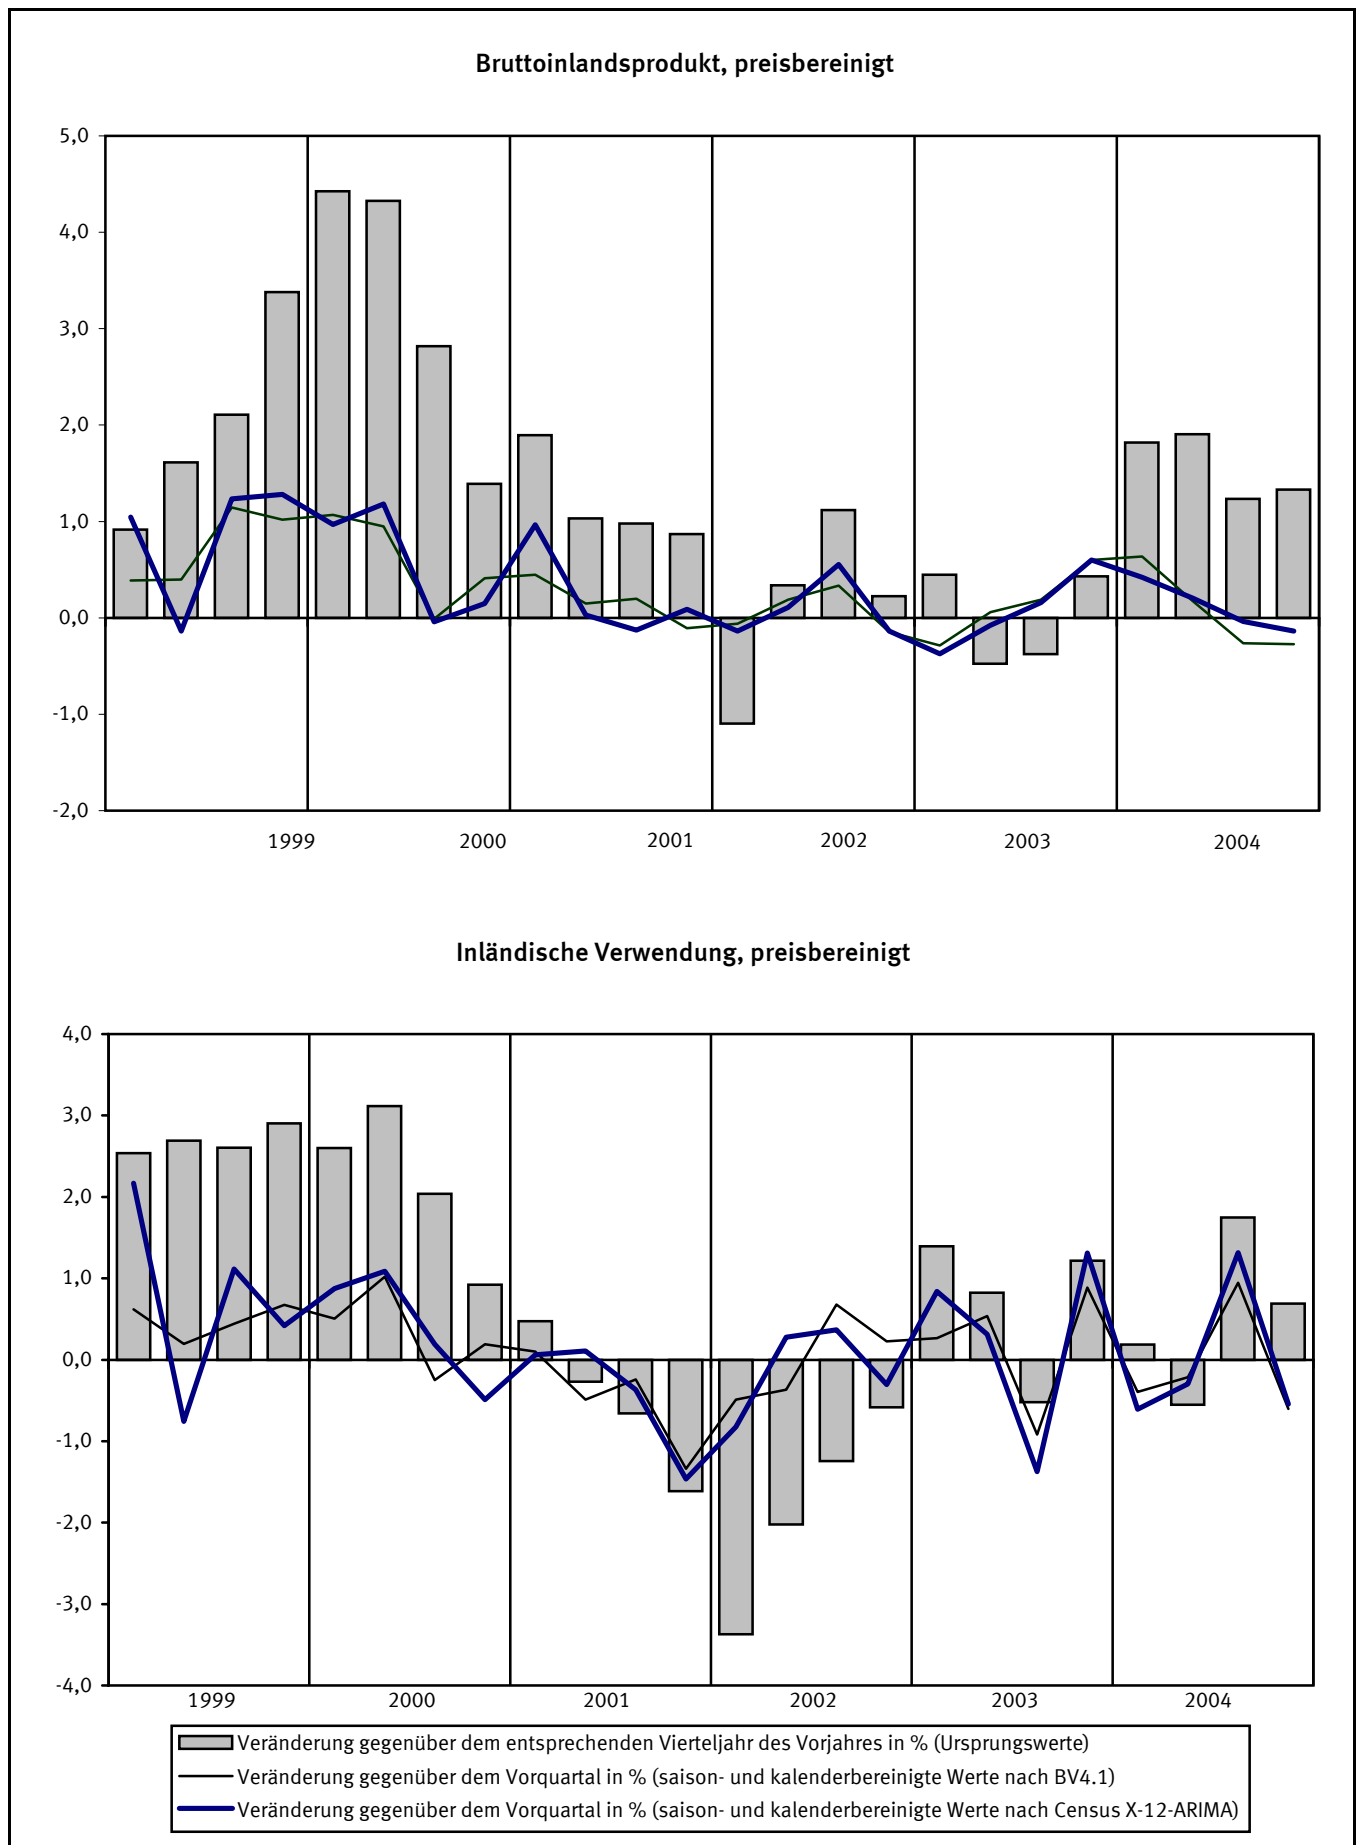 Bruttoinlandsprodukt, preisbereinigt
5,0
4,0
3,0
2,0
1,0
0,0
-1,0
-2,0
1999 2000 2001 2002 2003 2004
Inländische Verwendung, preisbereinigt
4,0
3,0
2,0
1,0
0,0
-1,0
-2,0
-3,0
-4,0
1999 2000 2001 2002 2003 2004
Veränderung gegenüber dem entsprechenden Vierteljahr des Vorjahres in % (Ursprungswerte)
Veränderung gegenüber dem Vorquartal in % (saison- und kalenderbereinigte Werte nach BV4.1)
Veränderung gegenüber dem Vorquartal in % (saison- und kalenderbereinigte Werte nach Census X-12-ARIMA)